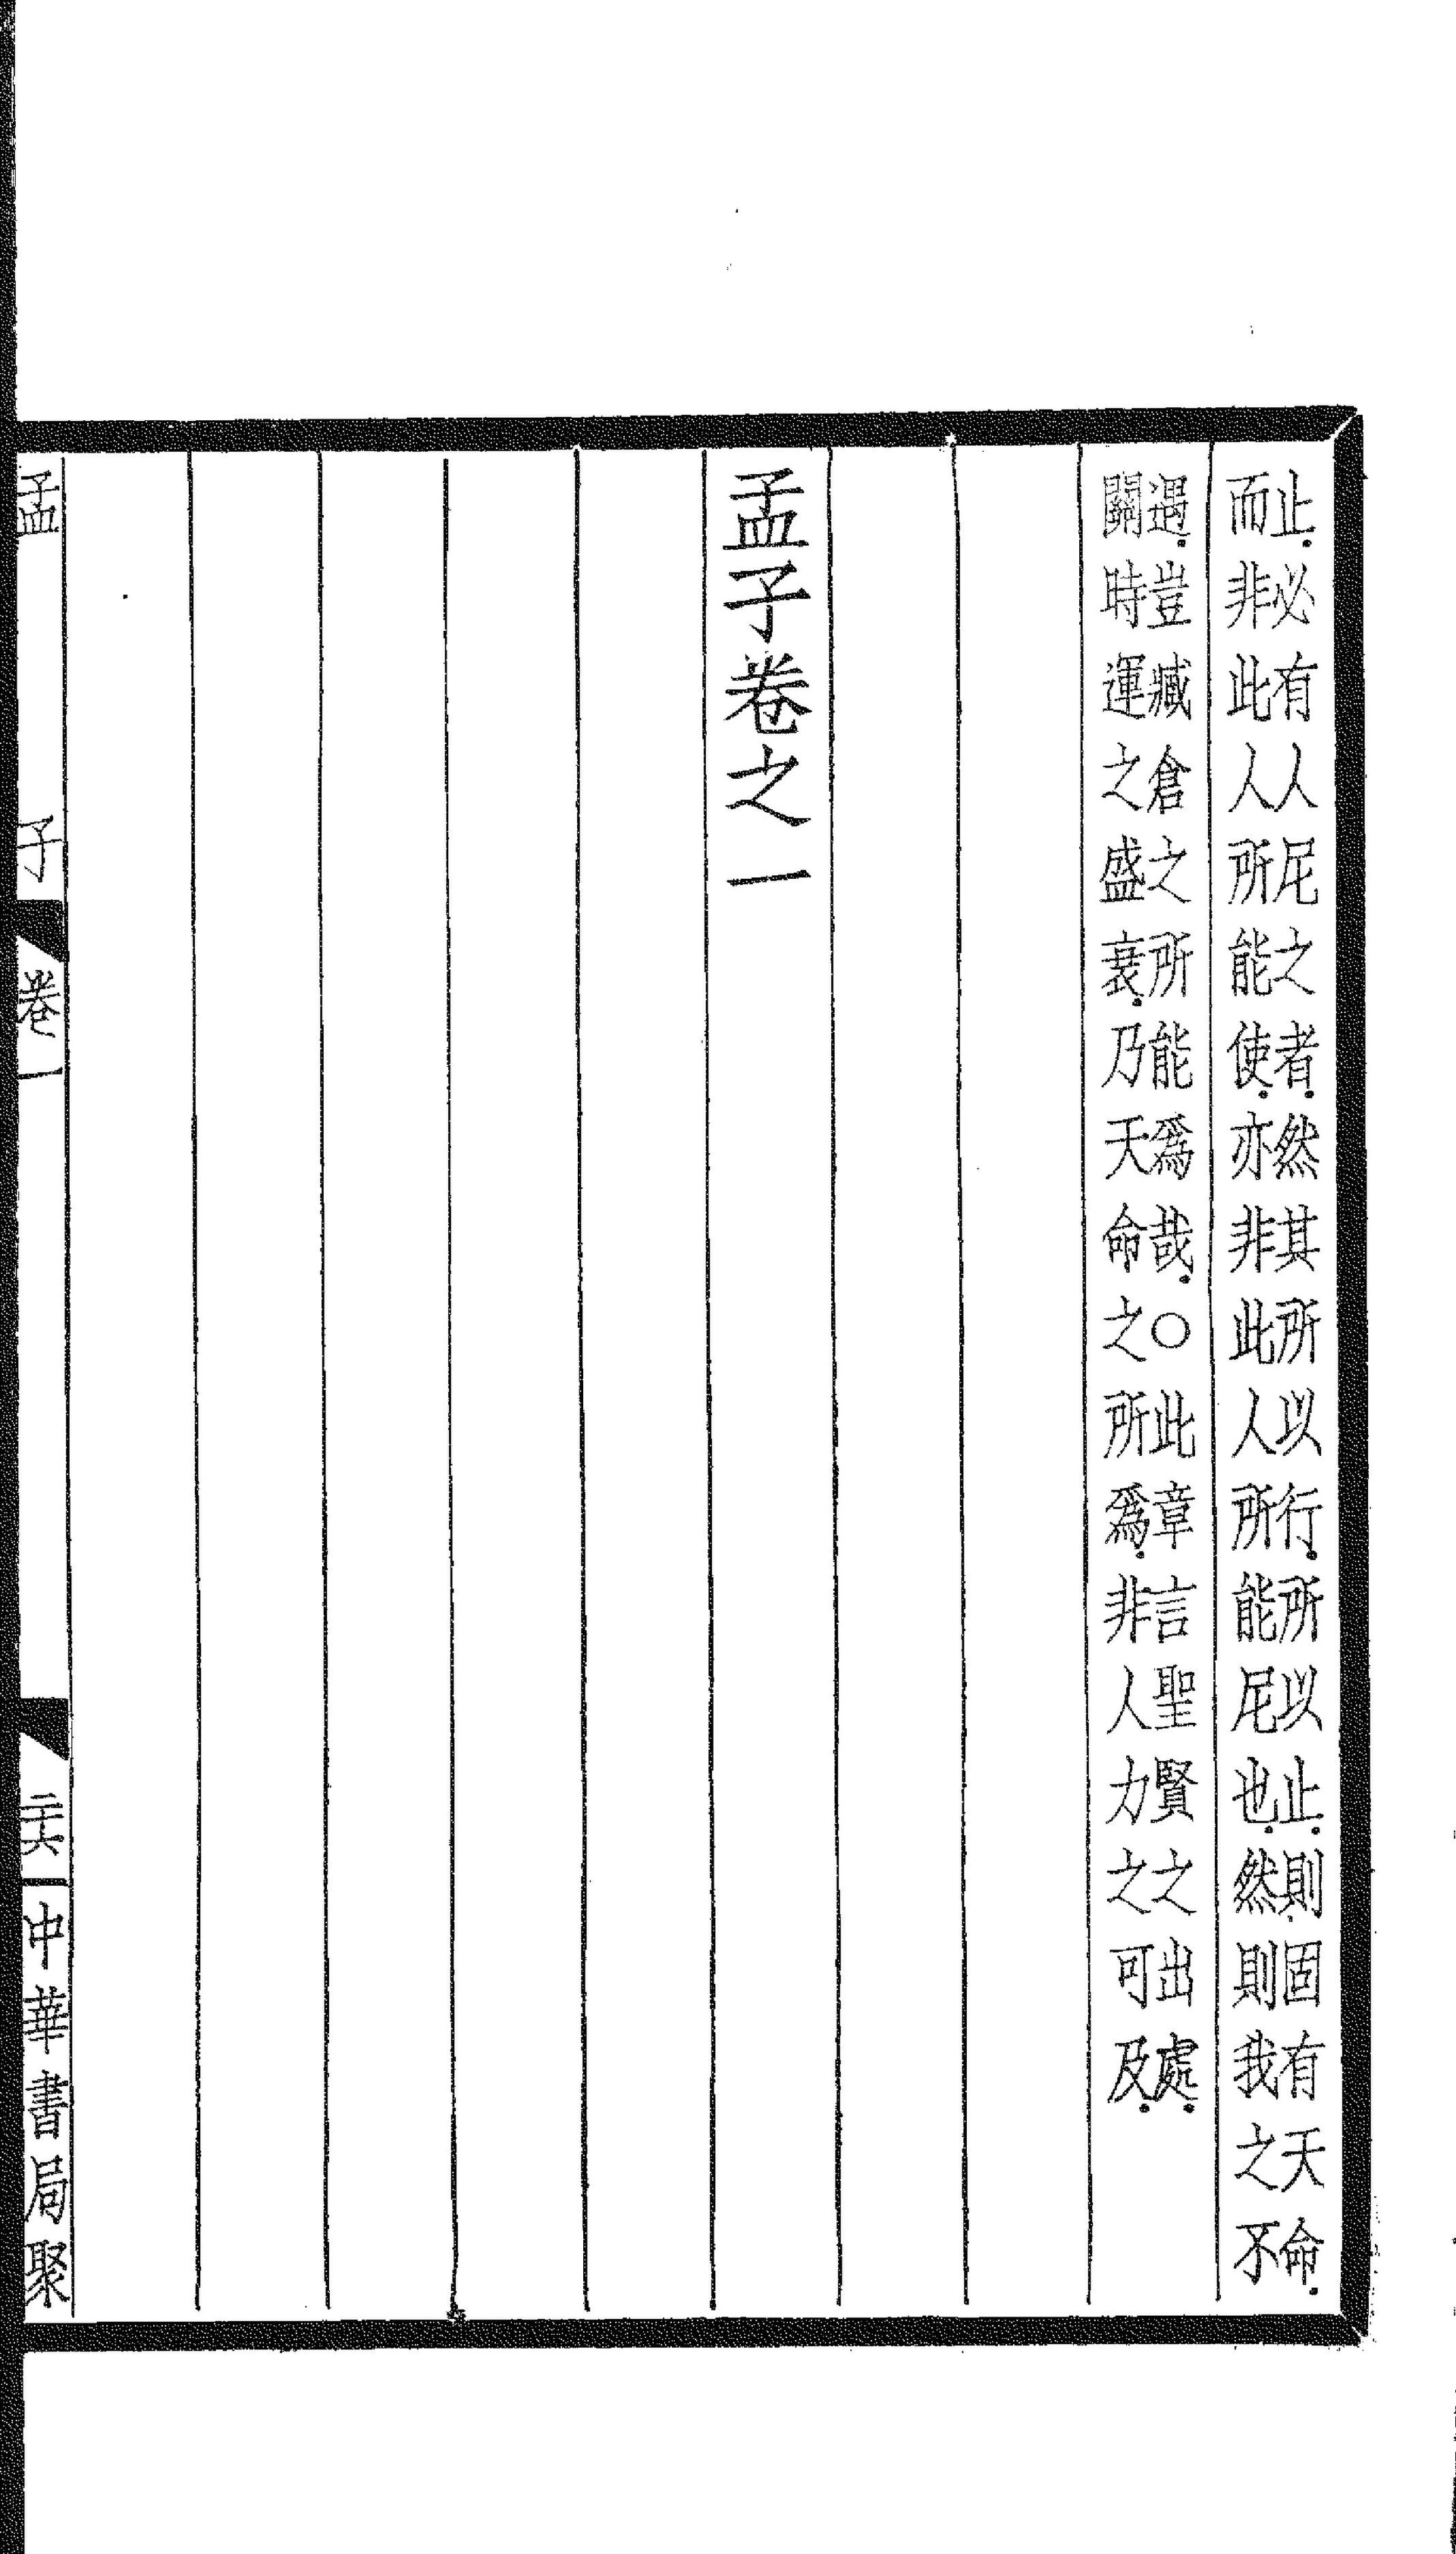 止.必有人尼之者.然其所以行.所以止.則固有天命.
而非此人所能使.亦非此人所能尼也.然則我之不
遇.豈臧倉之所能爲哉.○此章言聖賢之出處.
關時運之盛衰.乃天命之所爲.非人力之可及.
孟子卷之一
孟子 卷一 二十六 中華書局聚